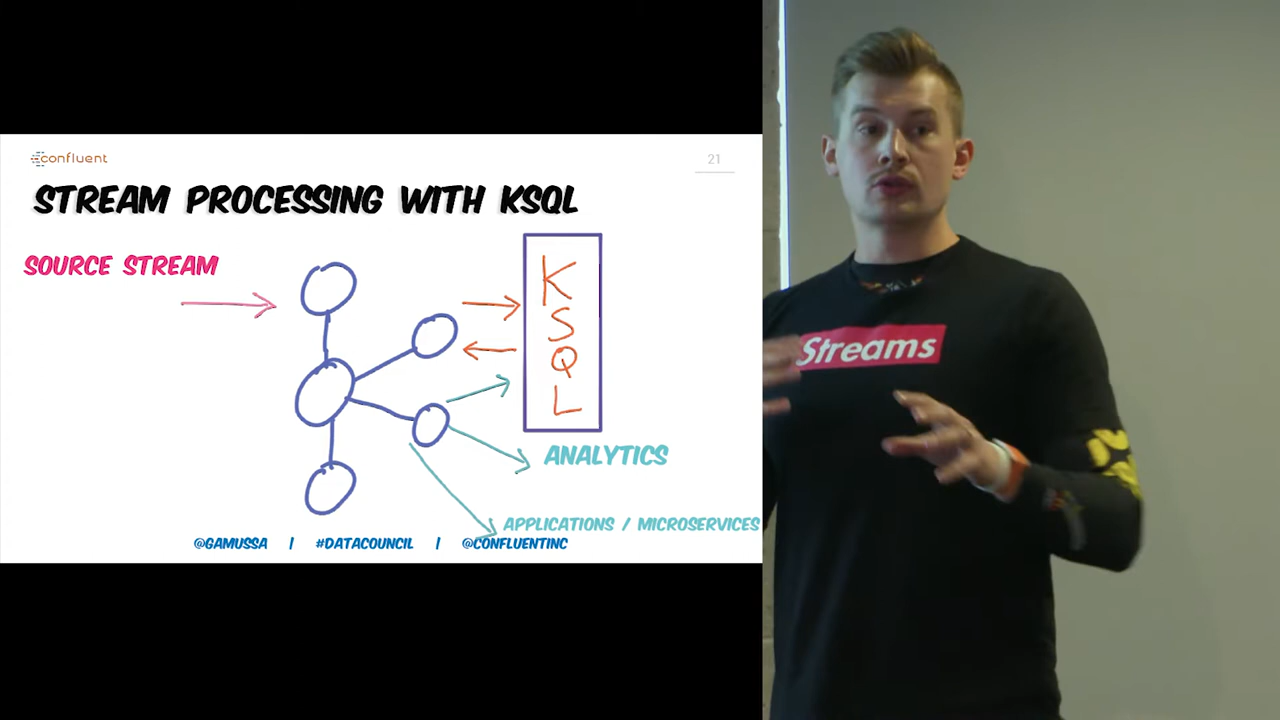 confluent
21
STREAM PROCESSING WITH KSQL
SOURCE STREAM
K
S
Q
L
ANALYTICS
APPLICATIONS / MICROSERVICES
@GAMUSSA | #DATACOUNCIL | @CONFLUENTINC
Streams